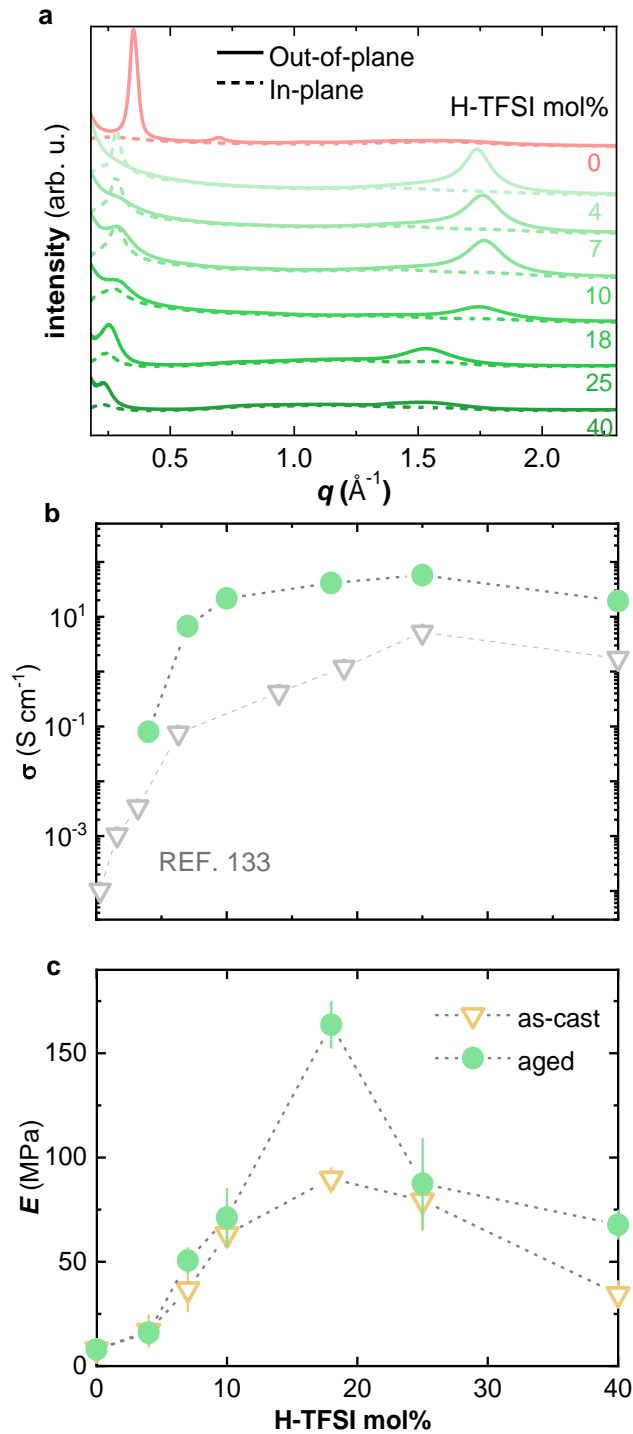 a
Out-of-plane
In-plane
H-TFSI mol%
0
4
7
10
18
25
40
intensity (arb. u.)
0.5 1.0 1.5 2.0
q (Å⁻¹)
b
10¹
10⁻¹
10⁻³
σ (S cm⁻¹)
REF. 133
c
as-cast
aged
150
100
50
0
E (MPa)
0 10 20 30 40
H-TFSI mol%